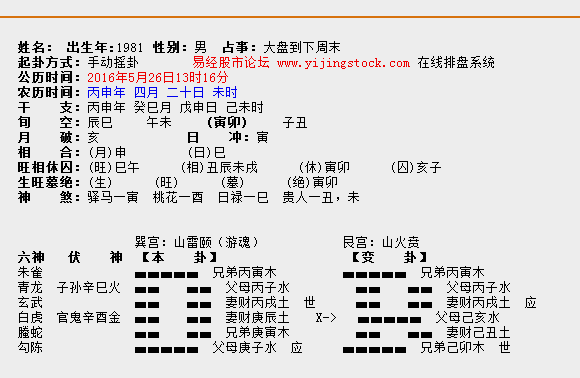 姓名： 出生年:1981 性别：男 占事：大盘到下周末
起卦方式：手动摇卦 易经股市论坛 www.yijingstock.com 在线排盘系统
公历时间：2016年5月26日13时16分
农历时间：丙申年 四月 二十日 未时
干 支：丙申年 癸巳月 戊申日 己未时
旬 空：辰巳 午未 (寅卯) 子丑
月 破：亥 日 冲：寅
相 合：(月)申 (日)巳
旺相休囚：(旺)巳午 (相)丑辰未戌 (休)寅卯 (囚)亥子
生旺墓绝：(生) (旺) (墓) (绝)寅卯
神 煞：驿马—寅 桃花—酉 日禄—巳 贵人—丑，未
巽宫：山雷颐（游魂） 艮宫：山火贲
六神 伏 神 【本 卦】 【变 卦】
朱雀 兄弟丙寅木 兄弟丙寅木
青龙 子孙辛巳火 父母丙子水 父母丙子水
玄武 妻财丙戌土 世 妻财丙戌土 应
白虎 官鬼辛酉金 妻财庚辰土 X-> 父母己亥水
螣蛇 兄弟庚寅木 妻财己丑土
勾陈 父母庚子水 应 兄弟己卯木 世